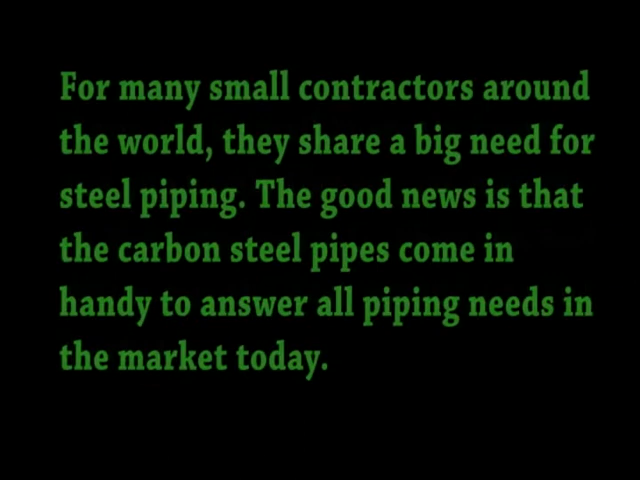 For many small contractors around
the world, they share a big need for
steel piping. The good news is that
the carbon steel pipes come in
handy to answer all piping needs in
the market today.